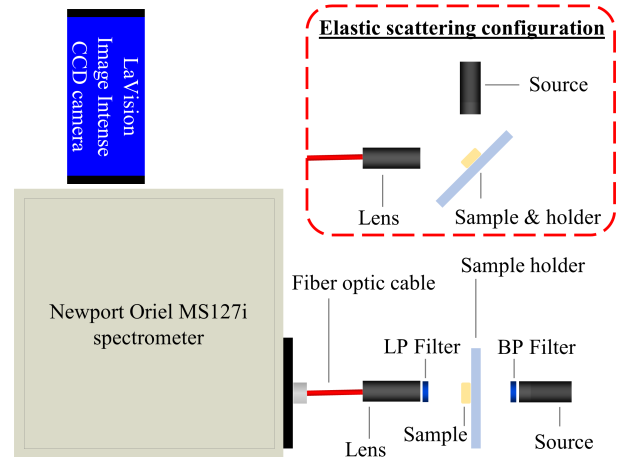 LaVision
Image Intense
CCD camera
Elastic scattering configuration
Source
Lens
Sample & holder
Newport Oriel MS127i
spectrometer
Fiber optic cable
Sample holder
LP Filter
BP Filter
Lens
Sample
Source